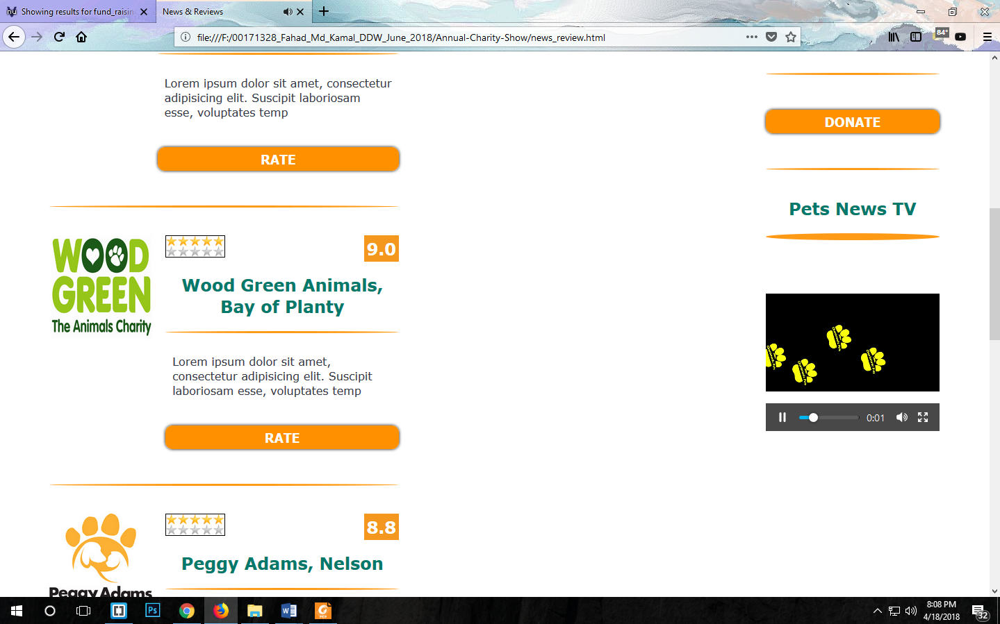 Showing results for fund_raisin
News & Reviews
file:///F:/00171328_Fahad_Md_Kamal_DDW_June_2018/Annual-Charity-Show/news_review.html
84°
Lorem ipsum dolor sit amet, consectetur
adipisicing elit. Suscipit laboriosam
esse, voluptates temp
RATE
WOOD
GREEN
The Animals Charity
9.0
Wood Green Animals,
Bay of Planty
Lorem ipsum dolor sit amet,
consectetur adipisicing elit. Suscipit
laboriosam esse, voluptates temp
RATE
Peggy Adams
8.8
Peggy Adams, Nelson
DONATE
Pets News TV
0:01
Ps
W
G
PDF
8:08 PM
4/18/2018
32